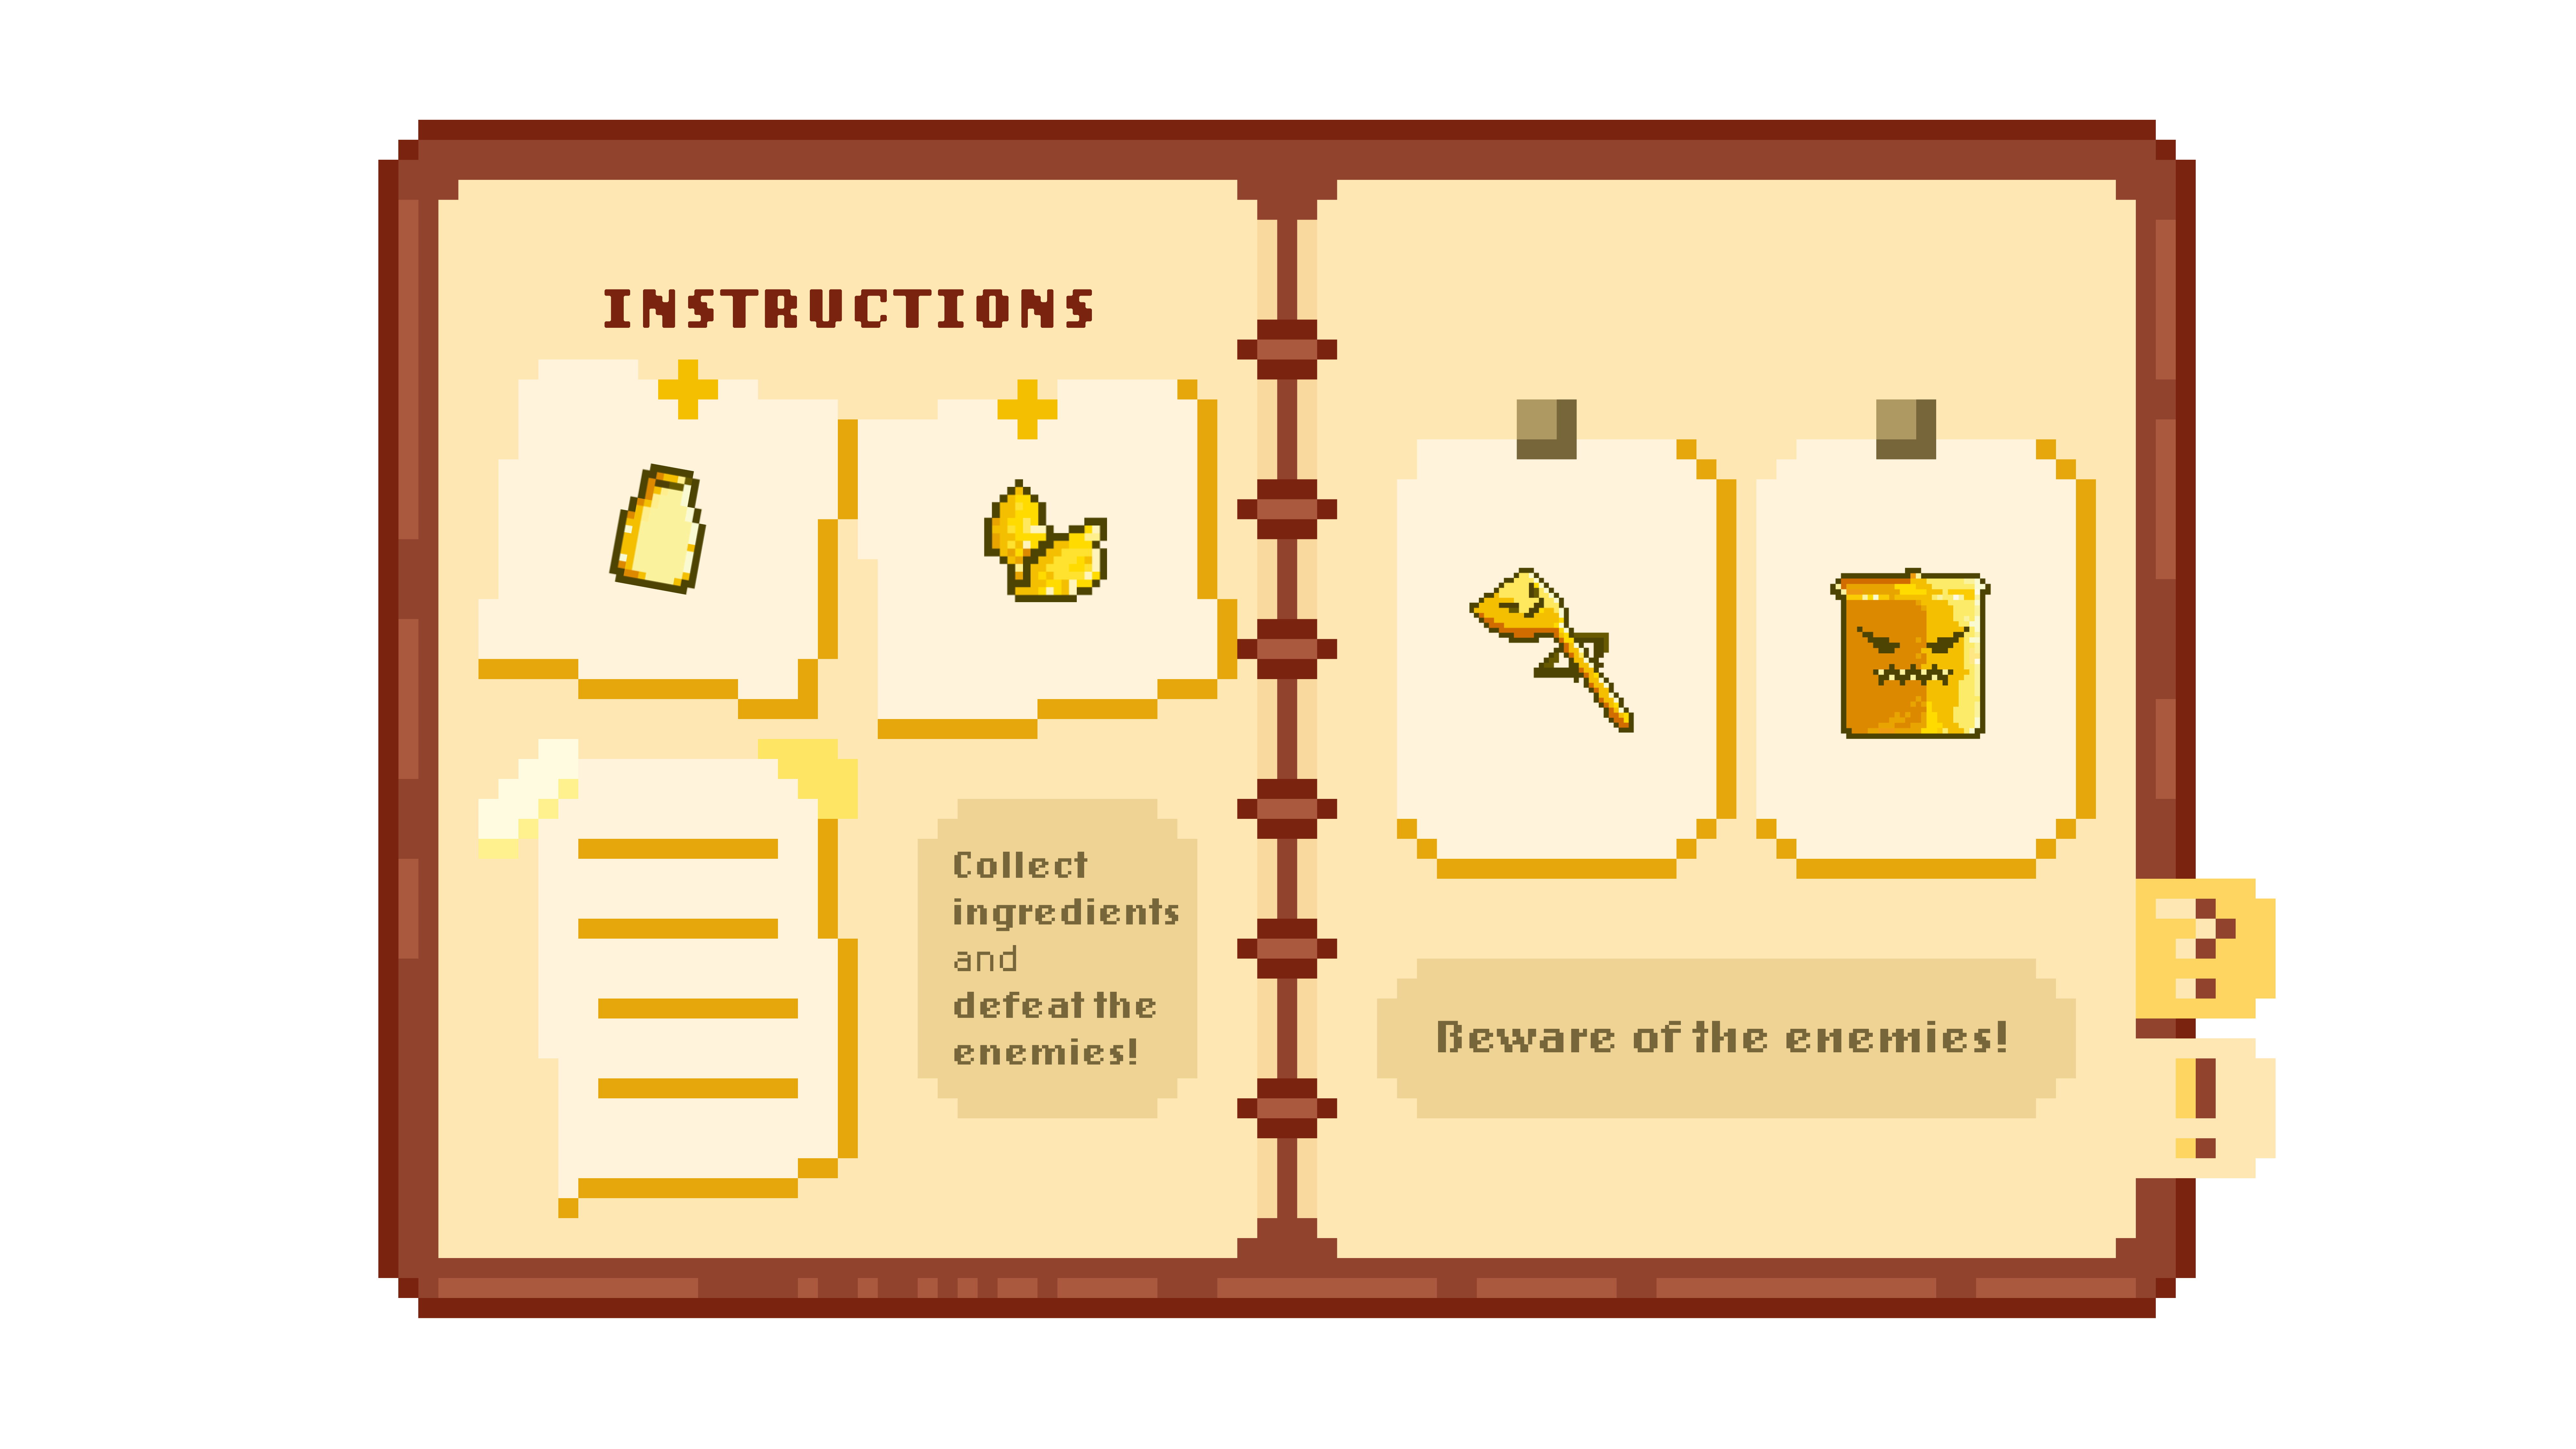 INSTRUCTIONS
Collect
ingredients
and
defeat the
enemies!
Beware of the enemies!
?
!